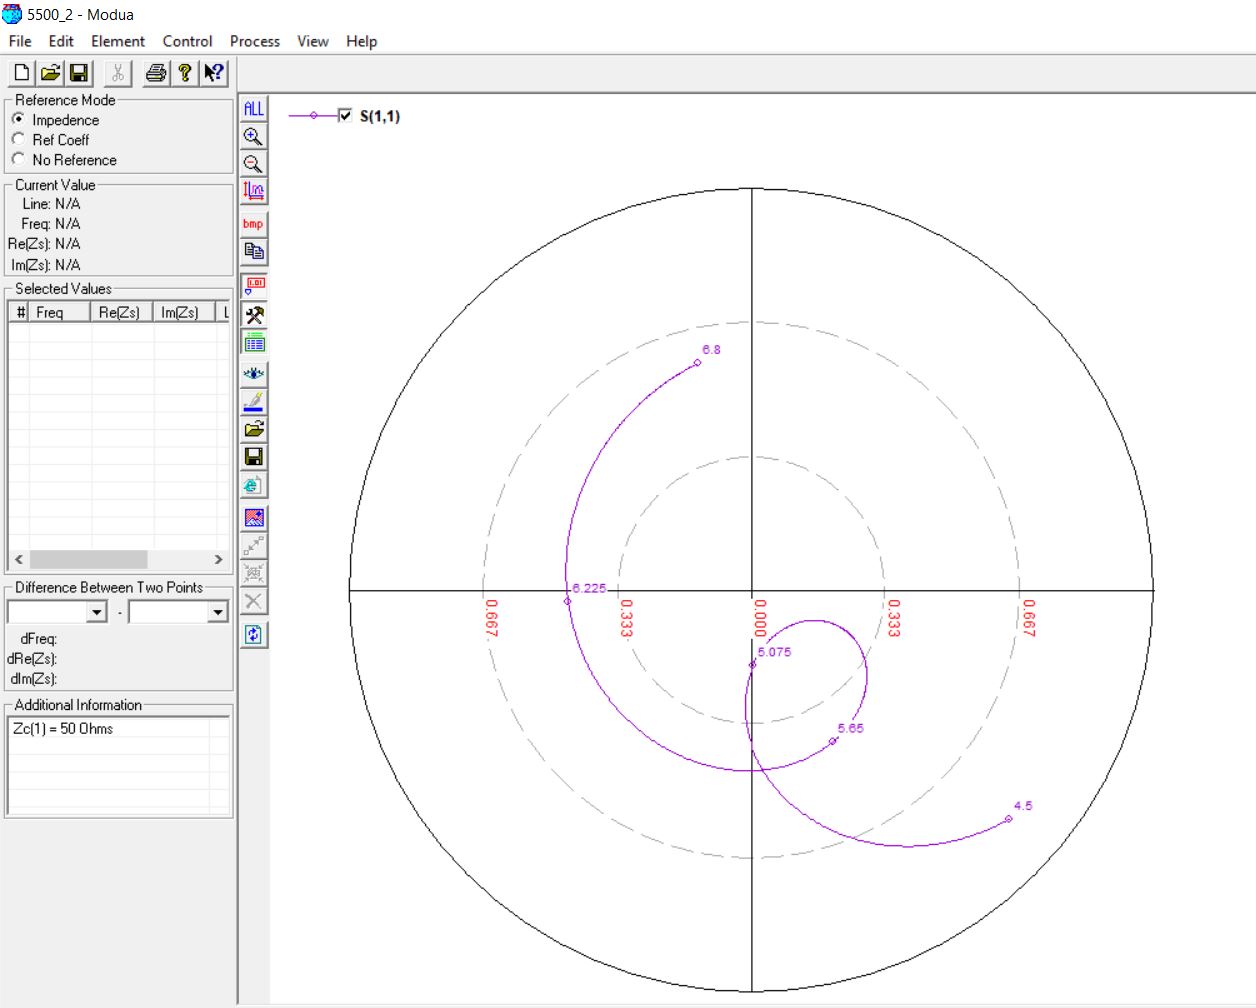 5500_2 - Modua
File Edit Element Control Process View Help
Reference Mode
Impedence
Ref Coeff
No Reference
Current Value
Line: N/A
Freq: N/A
Re(Zs): N/A
Im(Zs): N/A
Selected Values
# Freq Re(Zs) Im(Zs) L
Difference Between Two Points
-
dFreq:
dRe(Zs):
dIm(Zs):
Additional Information
Zc(1) = 50 Ohms
ALL
bmp
1.01
S(1,1)
6.8
6.225
0.667
0.333
0.000
0.333
0.667
5.075
5.65
4.5